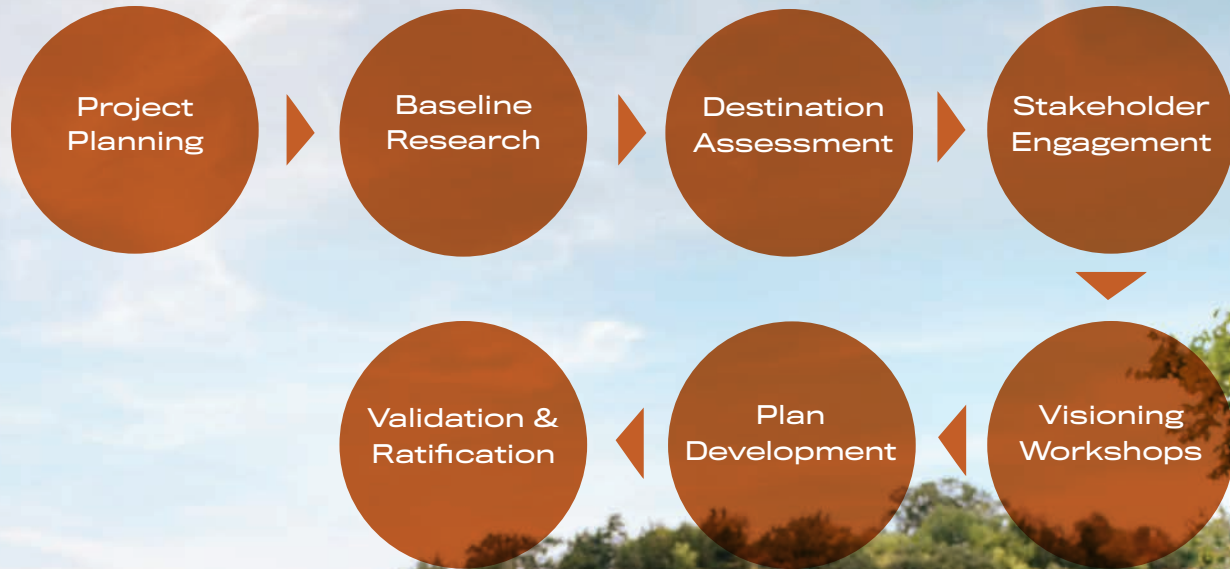 Project
Planning
Baseline
Research
Destination
Assessment
Stakeholder
Engagement
Visioning
Workshops
Plan
Development
Validation &
Ratification